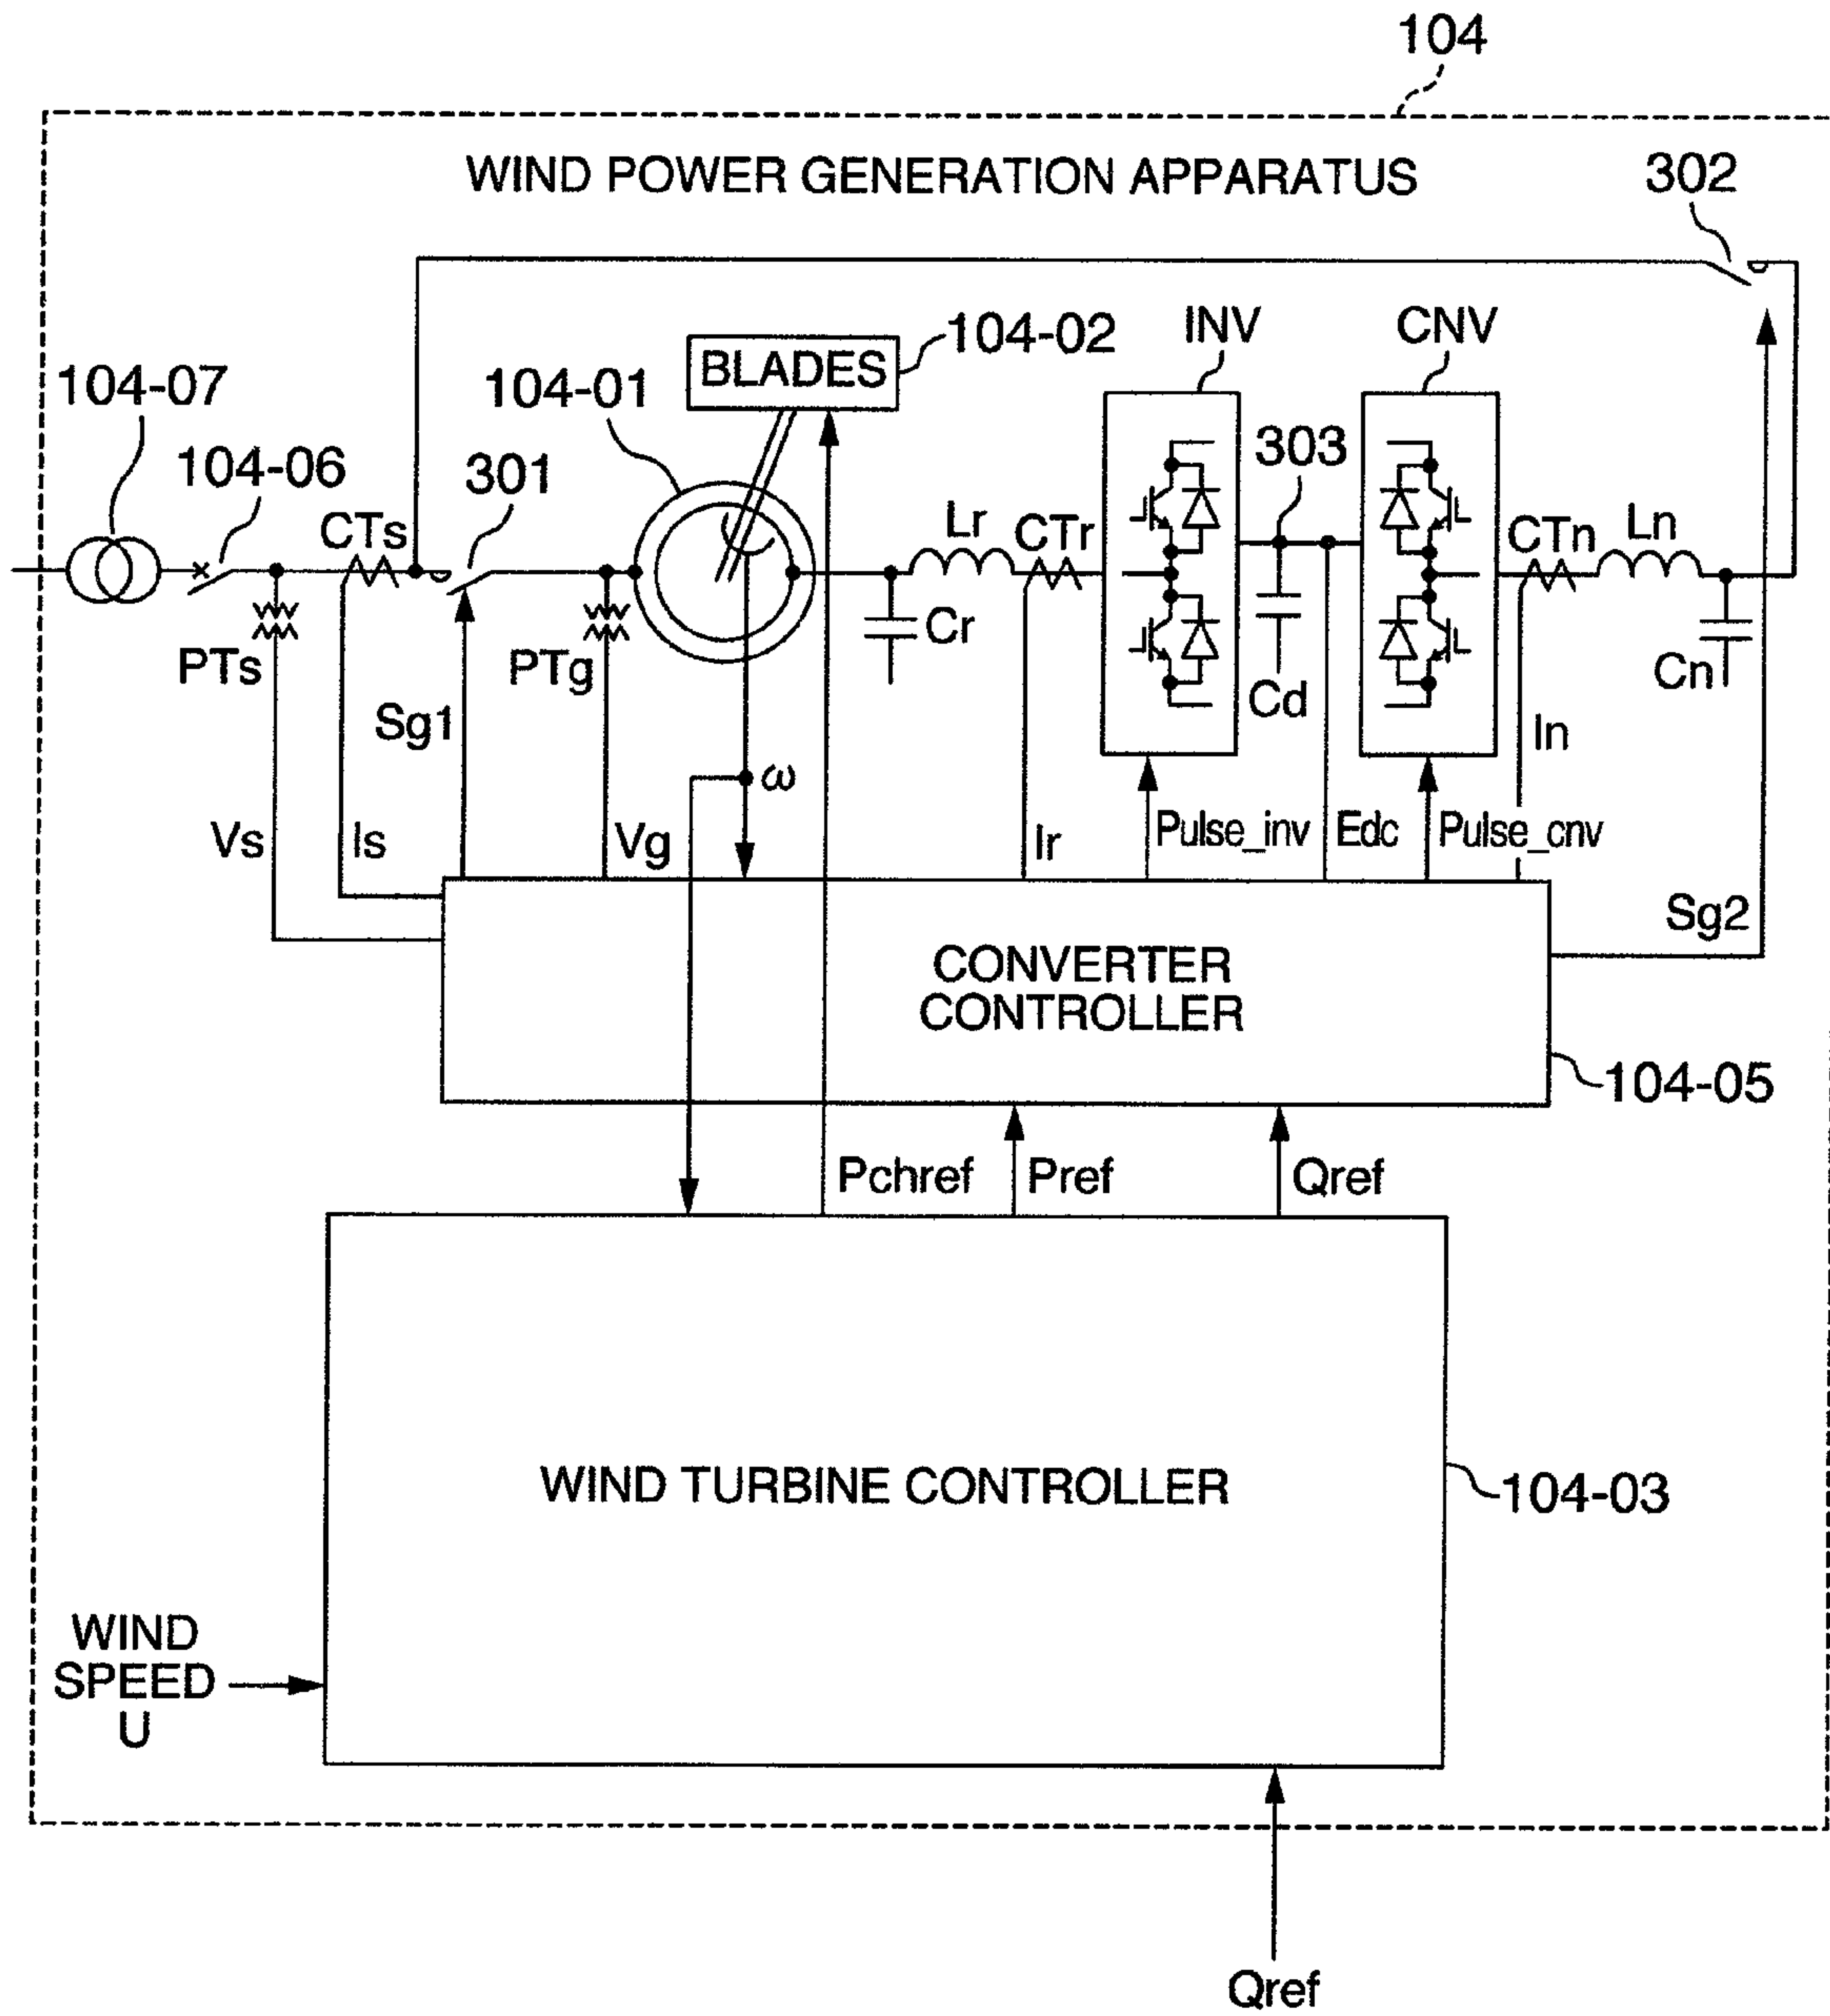 104
WIND POWER GENERATION APPARATUS
302
INV
CNV
104-02
BLADES
104-07
104-01
303
104-06
301
CTs
Lr
CTr
CTn
Ln
PTs
PTg
Cr
Cd
Cn
Sg1
In
ω
Vs
Is
Vg
Ir
Pulse_inv
Edc
Pulse_cnv
Sg2
CONVERTER
CONTROLLER
104-05
Pchref
Pref
Qref
WIND TURBINE CONTROLLER
104-03
WIND
SPEED
U
Qref